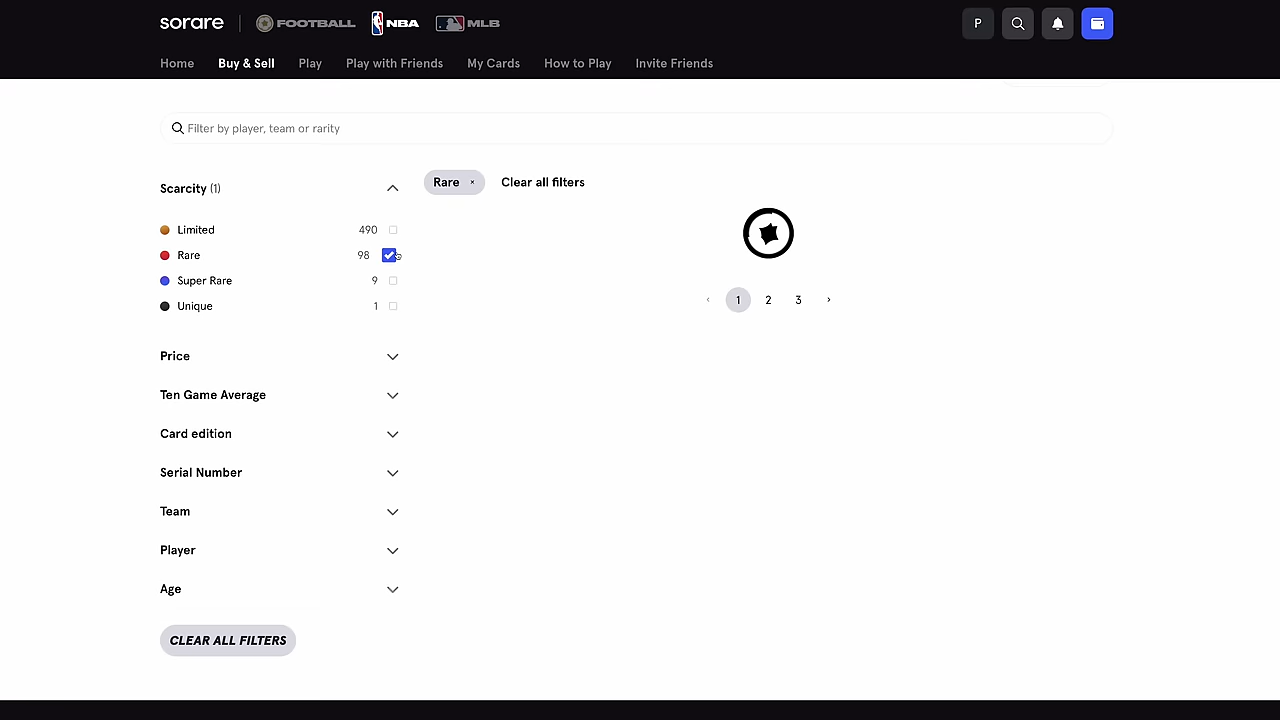 sorare FOOTBALL NBA MLB P
Home Buy & Sell Play Play with Friends My Cards How to Play Invite Friends
Filter by player, team or rarity
Scarcity (1)
Limited 490
Rare 98
Super Rare 9
Unique 1
Price
Ten Game Average
Card edition
Serial Number
Team
Player
Age
CLEAR ALL FILTERS
Rare × Clear all filters
‹ 1 2 3 ›